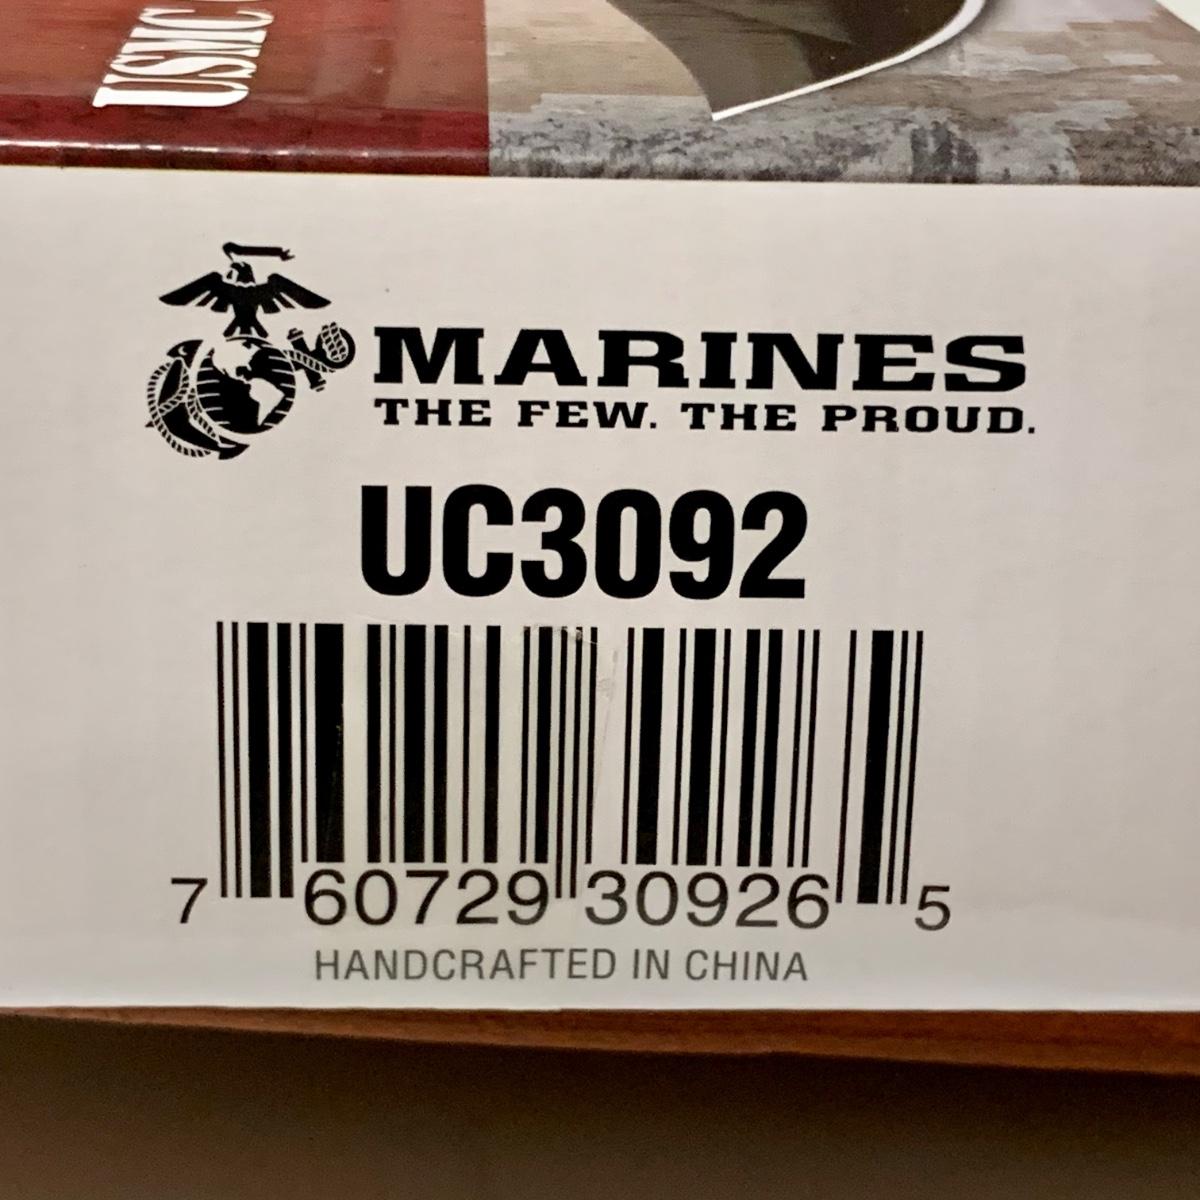 USMC
MARINES
THE FEW. THE PROUD.
UC3092
7 60729 30926 5
HANDCRAFTED IN CHINA